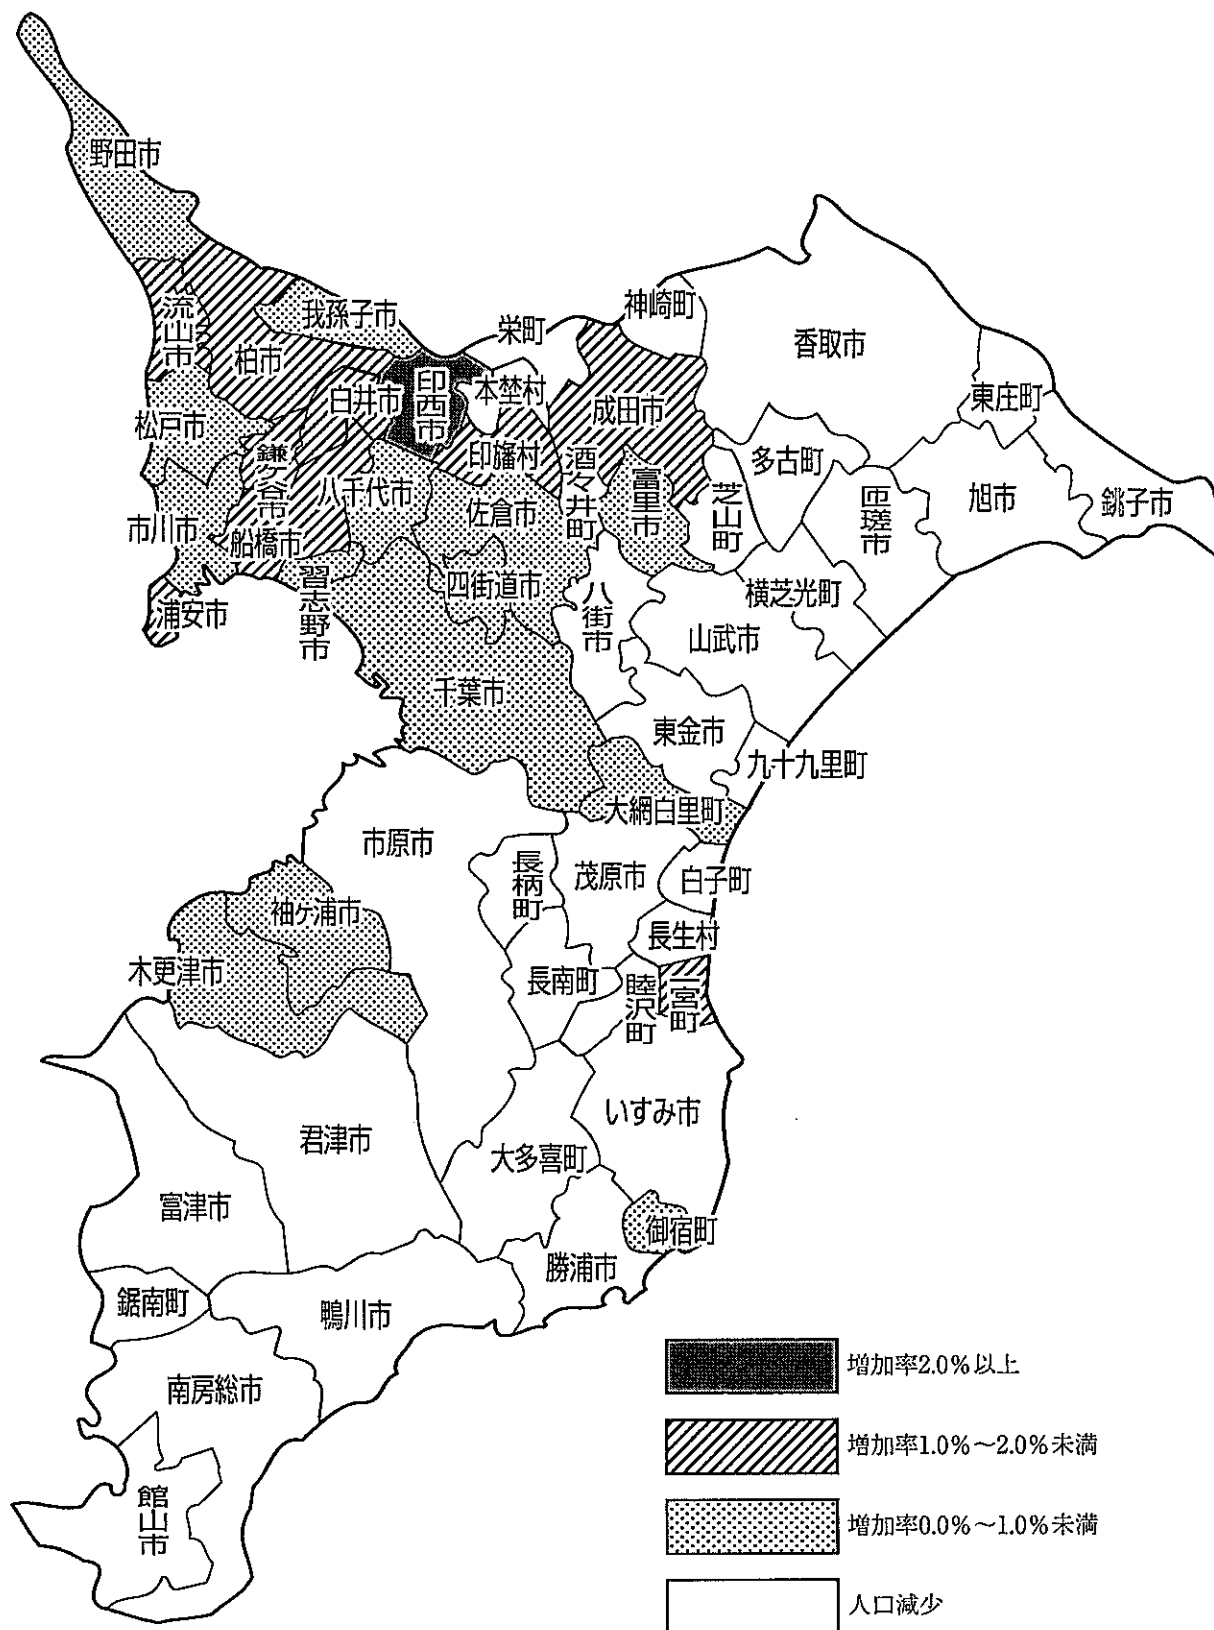 野田市
流山市
柏市
我孫子市
栄町
神崎町
香取市
東庄町
松戸市
白井市
印西市
本埜村
成田市
鎌ヶ谷市
印旛村
酒々井町
富里市
芝山町
多古町
匝瑳市
旭市
銚子市
市川市
船橋市
八千代市
佐倉市
浦安市
習志野市
四街道市
八街市
横芝光町
山武市
千葉市
東金市
九十九里町
大網白里町
市原市
長柄町
茂原市
白子町
袖ヶ浦市
長生村
木更津市
長南町
睦沢町
一宮町
君津市
いすみ市
大多喜町
富津市
御宿町
勝浦市
鋸南町
鴨川市
南房総市
館山市
増加率2.0%以上
増加率1.0%～2.0%未満
増加率0.0%～1.0%未満
人口減少